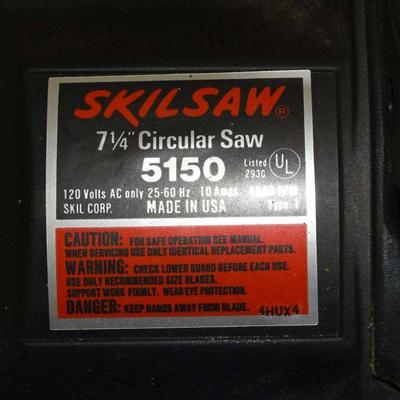 SKILSAW®
7¼" Circular Saw
5150
Listed
293G
UL
120 Volts AC only 25-60 Hz 10 Amps RPM
SKIL CORP. MADE IN USA Type 1
CAUTION: FOR SAFE OPERATION SEE MANUAL.
WHEN SERVICING USE ONLY IDENTICAL REPLACEMENT PARTS.
WARNING: CHECK LOWER GUARD BEFORE EACH USE.
USE ONLY RECOMMENDED SIZE BLADES.
SUPPORT WORK FIRMLY. WEAR EYE PROTECTION.
DANGER: KEEP HANDS AWAY FROM BLADE. 4HUX4